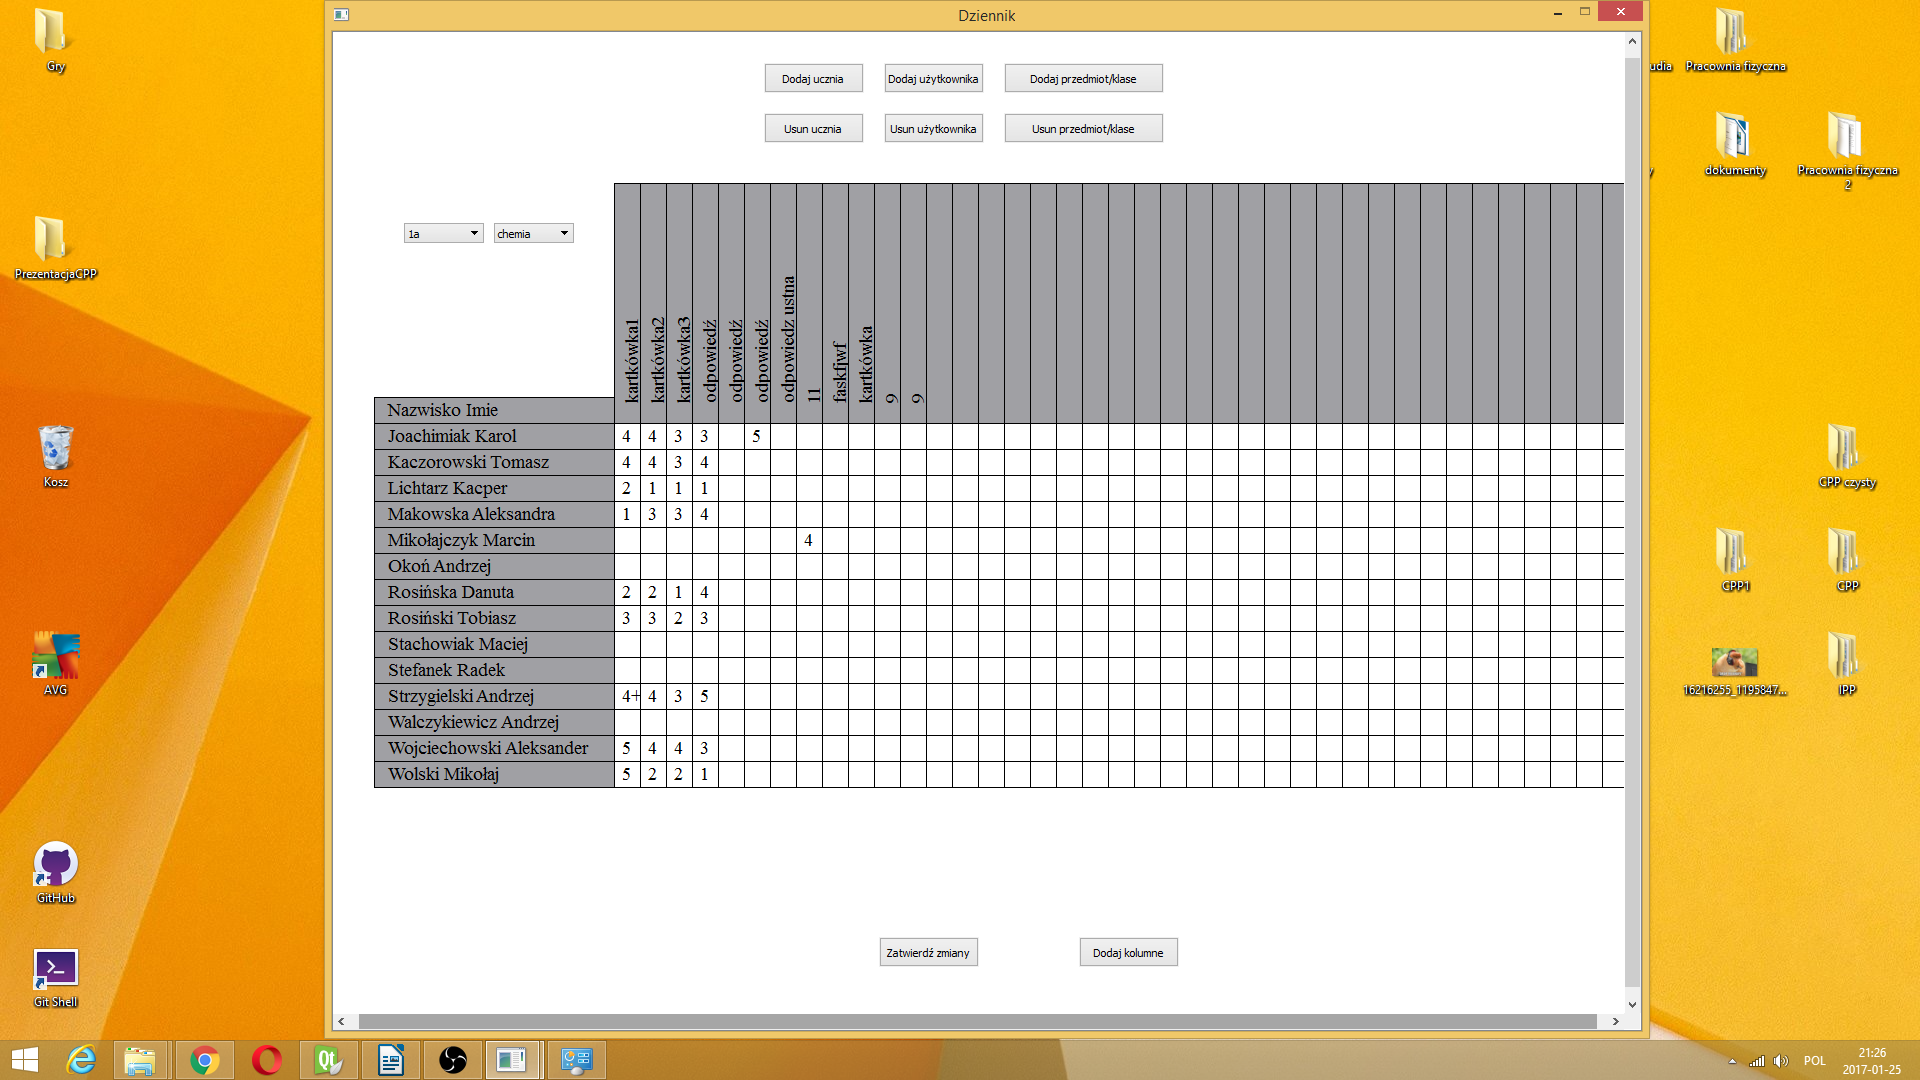 Dziennik
Dodaj ucznia Dodaj użytkownika Dodaj przedmiot/klase
Usun ucznia Usun użytkownika Usun przedmiot/klase
1a chemia
kartkówka1 kartkówka2 kartkówka3 odpowiedź odpowiedź odpowiedź odpowiedz ustna 11 faskfjwf kartkówka 9 9
Nazwisko Imie
Joachimiak Karol 4 4 3 3 5
Kaczorowski Tomasz 4 4 3 4
Lichtarz Kacper 2 1 1 1
Makowska Aleksandra 1 3 3 4
Mikołajczyk Marcin 4
Okoń Andrzej
Rosińska Danuta 2 2 1 4
Rosiński Tobiasz 3 3 2 3
Stachowiak Maciej
Stefanek Radek
Strzygielski Andrzej 4+ 4 3 5
Walczykiewicz Andrzej
Wojciechowski Aleksander 5 4 4 3
Wolski Mikołaj 5 2 2 1
Zatwierdź zmiany Dodaj kolumne
Gry
PrezentacjaCPP
Kosz
AVG
GitHub
Git Shell
Pracownia fizyczna
dokumenty
Pracownia fizyczna
2
CPP czysty
CPP1
CPP
16216255_1195847...
IPP
Qt
POL
21:26
2017-01-25